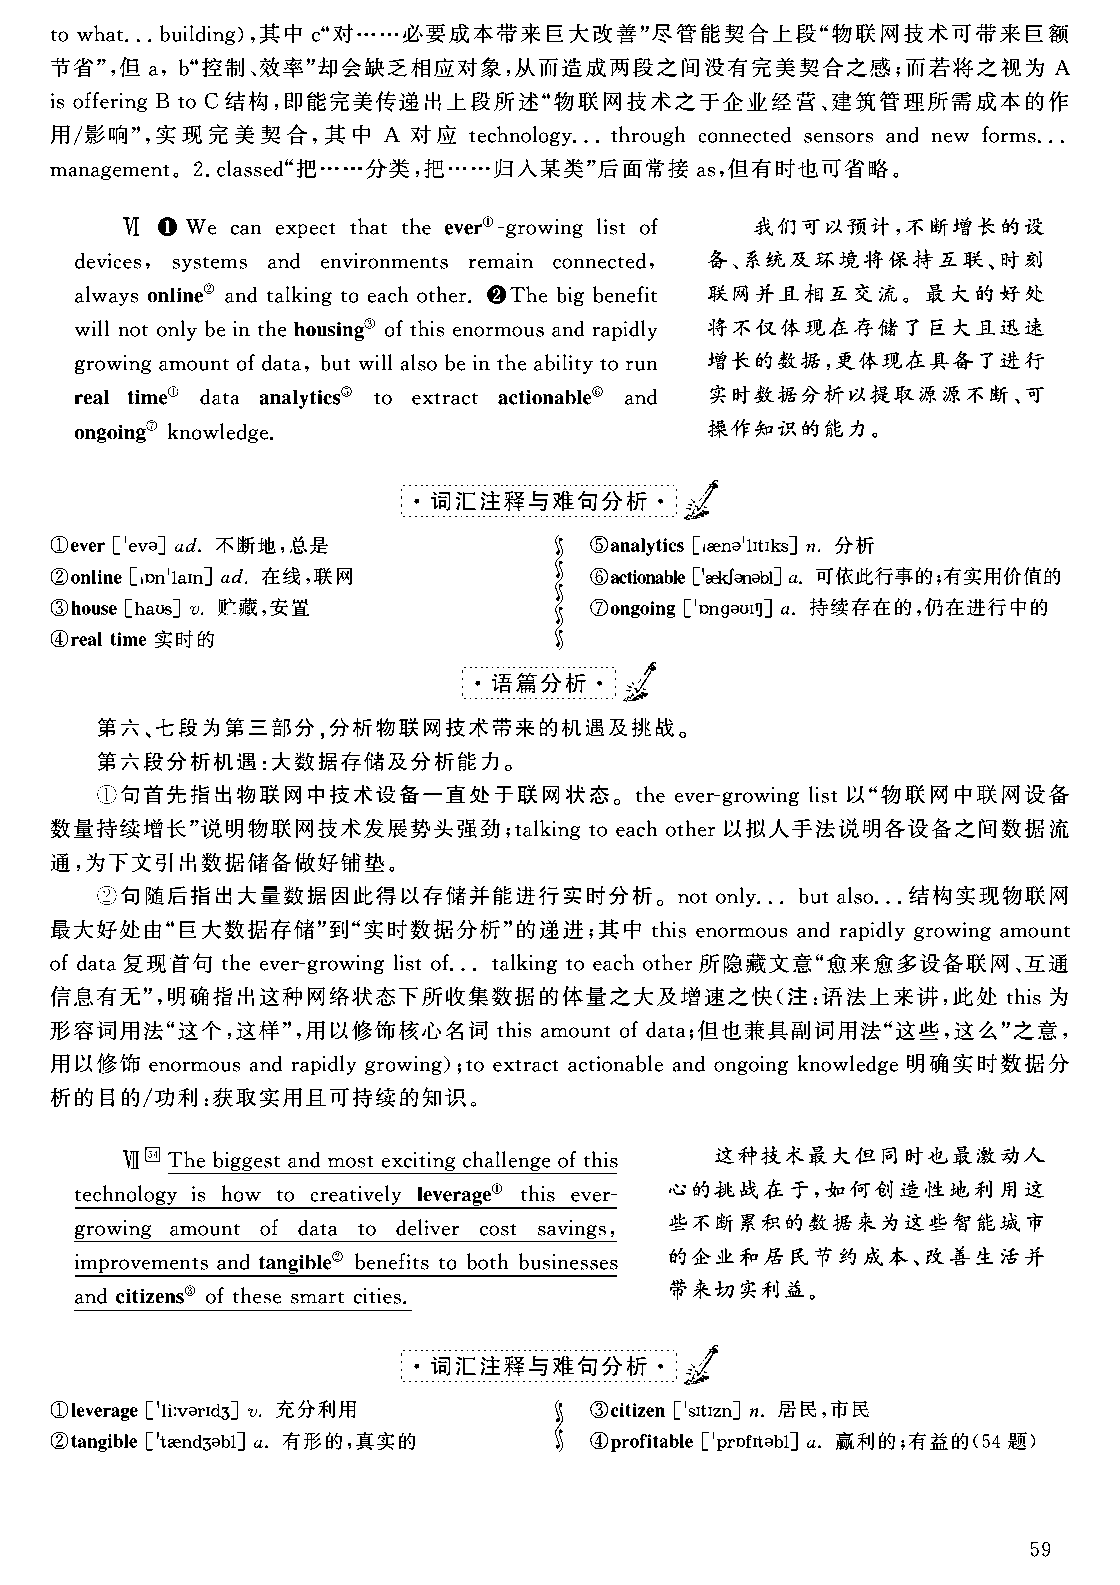 to what... building),其中 c“对……必要成本带来巨大改善”尽管能契合上段“物联网技术可带来巨额
节省”,但 a, b“控制、效率”却会缺乏相应对象,从而造成两段之间没有完美契合之感;而若将之视为 A
is offering B to C 结构,即能完美传递出上段所述“物联网技术之于企业经营、建筑管理所需成本的作
用/影响”,实现完美契合,其中 A 对应 technology... through connected sensors and new forms...
management。2. classed“把……分类,把……归入某类”后面常接 as,但有时也可省略。
Ⅵ ❶ We can expect that the ever①-growing list of
devices, systems and environments remain connected,
always online② and talking to each other. ❷The big benefit
will not only be in the housing③ of this enormous and rapidly
growing amount of data, but will also be in the ability to run
real time④ data analytics⑤ to extract actionable⑥ and
ongoing⑦ knowledge.
我们可以预计,不断增长的设
备、系统及环境将保持互联、时刻
联网并且相互交流。最大的好处
将不仅体现在存储了巨大且迅速
增长的数据,更体现在具备了进行
实时数据分析以提取源源不断、可
操作知识的能力。
·词汇注释与难句分析·
①ever [ˈevə] ad. 不断地,总是
②online [ˌɒnˈlaɪn] ad. 在线,联网
③house [haʊs] v. 贮藏,安置
④real time 实时的
⑤analytics [ˌænəˈlɪtɪks] n. 分析
⑥actionable [ˈækʃənəbl] a. 可依此行事的;有实用价值的
⑦ongoing [ˈɒngəʊɪŋ] a. 持续存在的,仍在进行中的
·语篇分析·
第六、七段为第三部分,分析物联网技术带来的机遇及挑战。
第六段分析机遇:大数据存储及分析能力。
①句首先指出物联网中技术设备一直处于联网状态。the ever-growing list 以“物联网中联网设备
数量持续增长”说明物联网技术发展势头强劲;talking to each other 以拟人手法说明各设备之间数据流
通,为下文引出数据储备做好铺垫。
②句随后指出大量数据因此得以存储并能进行实时分析。not only... but also...结构实现物联网
最大好处由“巨大数据存储”到“实时数据分析”的递进;其中 this enormous and rapidly growing amount
of data 复现首句 the ever-growing list of... talking to each other 所隐藏文意“愈来愈多设备联网、互通
信息有无”,明确指出这种网络状态下所收集数据的体量之大及增速之快(注:语法上来讲,此处 this 为
形容词用法“这个,这样”,用以修饰核心名词 this amount of data;但也兼具副词用法“这些,这么”之意,
用以修饰 enormous and rapidly growing);to extract actionable and ongoing knowledge 明确实时数据分
析的目的/功利:获取实用且可持续的知识。
Ⅶ 54 The biggest and most exciting challenge of this
technology is how to creatively leverage① this ever-
growing amount of data to deliver cost savings,
improvements and tangible② benefits to both businesses
and citizens③ of these smart cities.
这种技术最大但同时也最激动人
心的挑战在于,如何创造性地利用这
些不断累积的数据来为这些智能城市
的企业和居民节约成本、改善生活并
带来切实利益。
·词汇注释与难句分析·
①leverage [ˈliːvərɪdʒ] v. 充分利用
②tangible [ˈtændʒəbl] a. 有形的,真实的
③citizen [ˈsɪtɪzn] n. 居民,市民
④profitable [ˈprɒfɪtəbl] a. 赢利的;有益的(54 题)
59